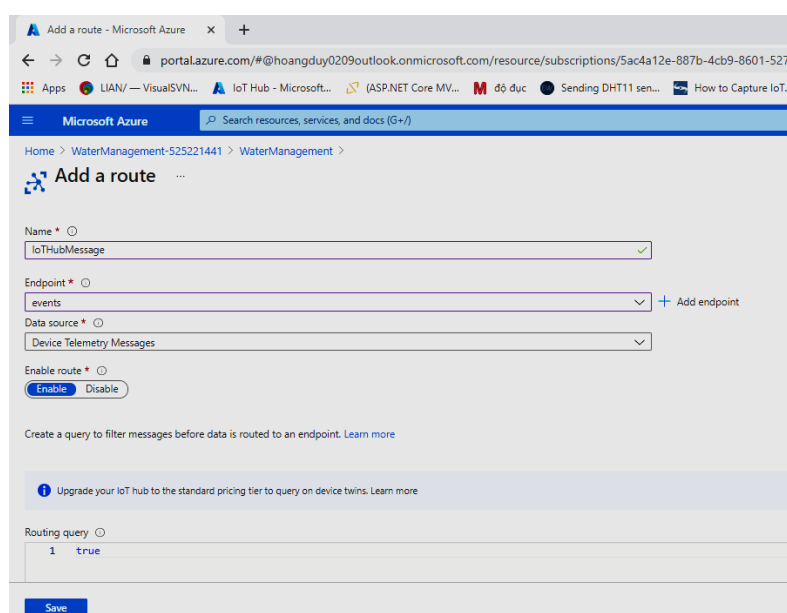 Add a route - Microsoft Azure
portal.azure.com/#@hoangduy0209outlook.onmicrosoft.com/resource/subscriptions/5ac4a12e-887b-4cb9-8601-527
Apps LIAN/ — VisualSVN... IoT Hub - Microsoft... (ASP.NET Core MV... M độ đục Sending DHT11 sen... How to Capture IoT.
Microsoft Azure Search resources, services, and docs (G+/)
Home > WaterManagement-525221441 > WaterManagement >
Add a route ...
Name *
IoTHubMessage
Endpoint *
events + Add endpoint
Data source *
Device Telemetry Messages
Enable route *
Enable Disable
Create a query to filter messages before data is routed to an endpoint. Learn more
Upgrade your IoT hub to the standard pricing tier to query on device twins. Learn more
Routing query
1 true
Save